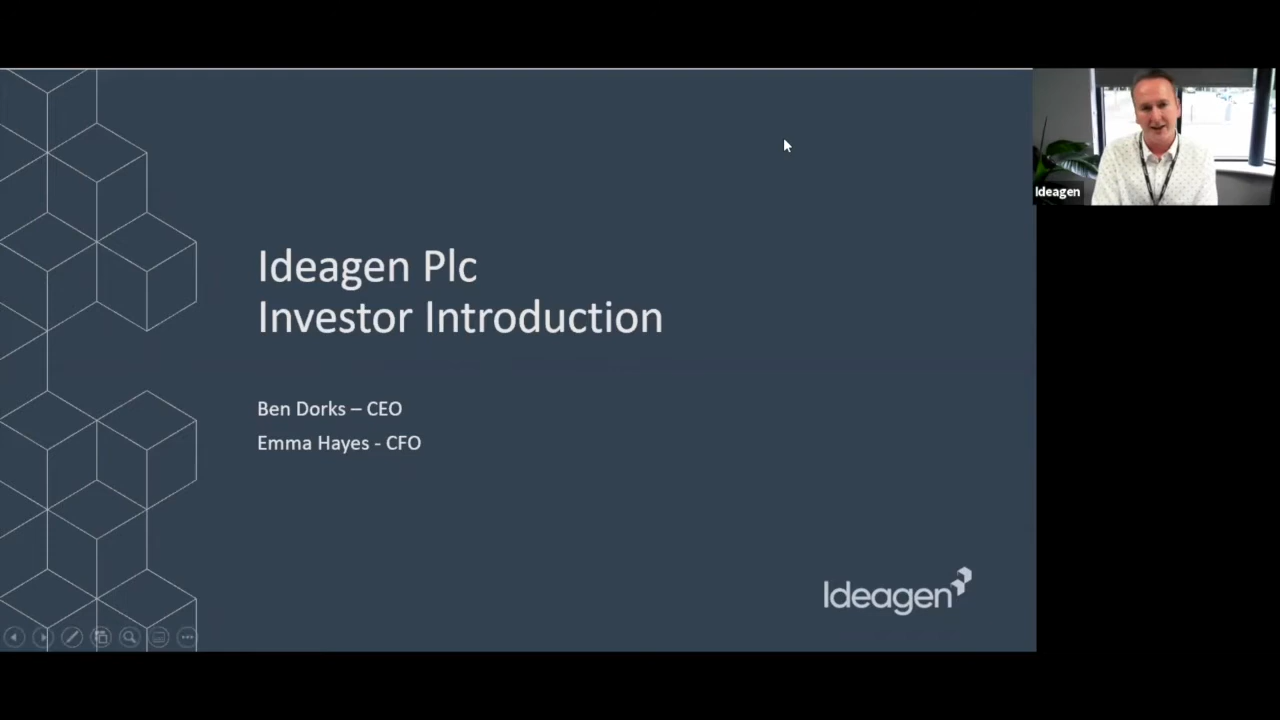 Ideagen Plc
Investor Introduction
Ben Dorks – CEO
Emma Hayes - CFO
Ideagen
Ideagen